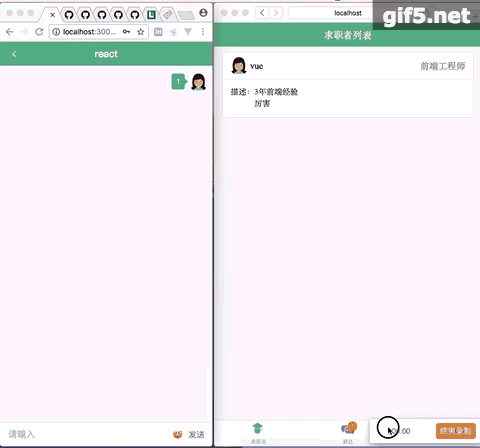 localhost:300...
react
1
请输入
发送
localhost
gif5.net
求职者列表
vue
前端工程师
描述：3年前端经验
厉害
求职者
消息
结束录制